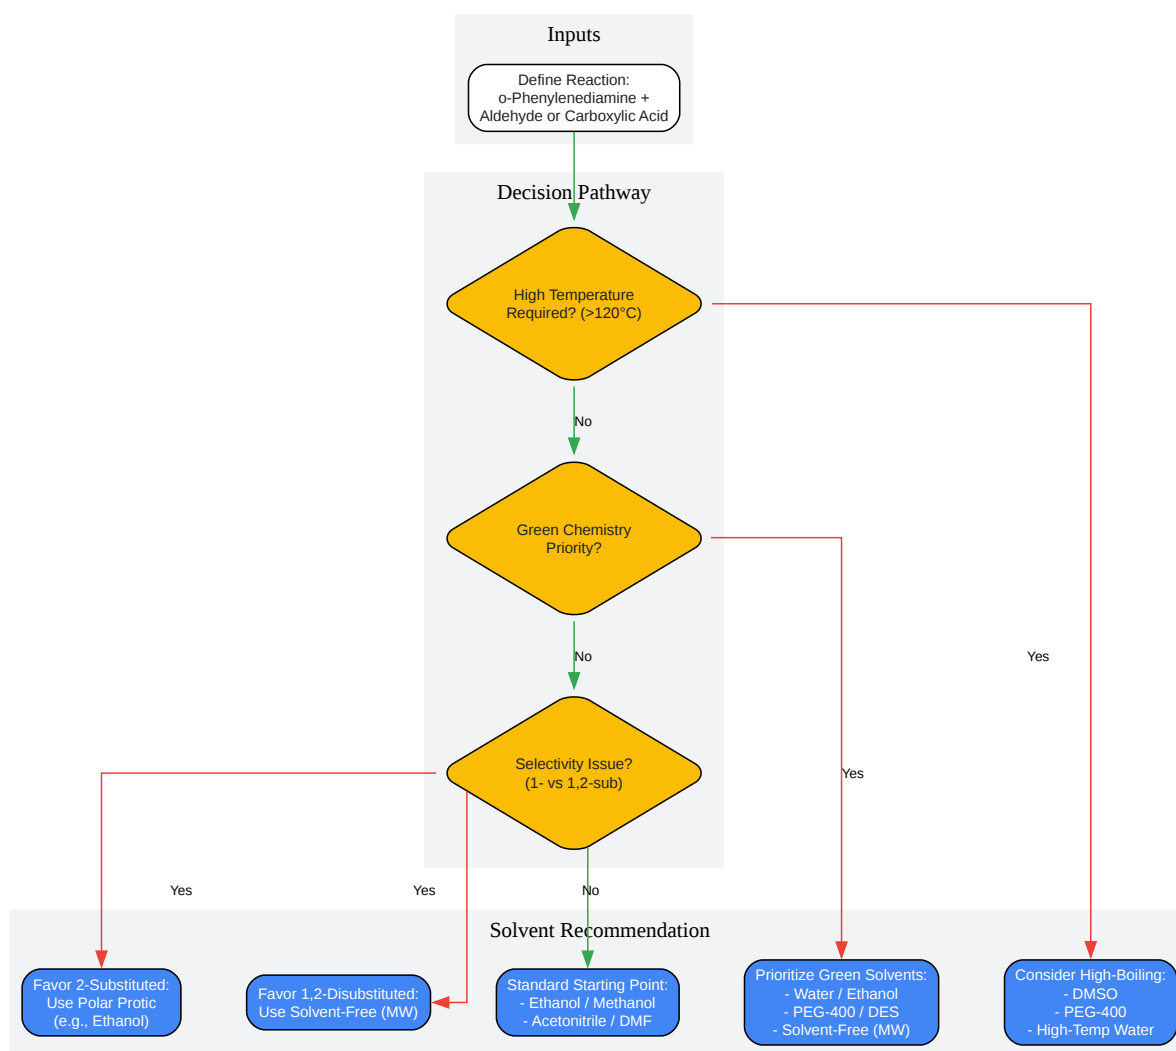 Inputs
Define Reaction:
o-Phenylenediamine +
Aldehyde or Carboxylic Acid
Decision Pathway
High Temperature
Required? (>120°C)
No
Green Chemistry
Priority?
No
Yes
Selectivity Issue?
(1- vs 1,2-sub)
Yes
Yes
Yes
No
Solvent Recommendation
Favor 2-Substituted:
Use Polar Protic
(e.g., Ethanol)
Favor 1,2-Disubstituted:
Use Solvent-Free (MW)
Standard Starting Point:
- Ethanol / Methanol
- Acetonitrile / DMF
Prioritize Green Solvents:
- Water / Ethanol
- PEG-400 / DES
- Solvent-Free (MW)
Consider High-Boiling:
- DMSO
- PEG-400
- High-Temp Water